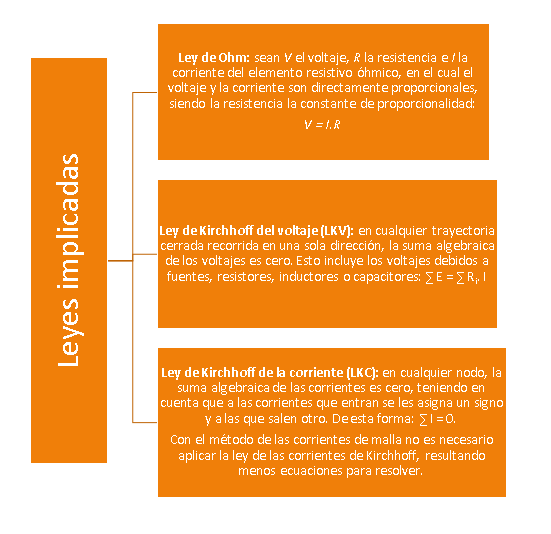 Leyes implicadas
Ley de Ohm: sean V el voltaje, R la resistencia e I la
corriente del elemento resistivo óhmico, en el cual el
voltaje y la corriente son directamente proporcionales,
siendo la resistencia la constante de proporcionalidad:
V = I.R
Ley de Kirchhoff del voltaje (LKV): en cualquier trayectoria
cerrada recorrida en una sola dirección, la suma algebraica
de los voltajes es cero. Esto incluye los voltajes debidos a
fuentes, resistores, inductores o capacitores: ∑ E = ∑ Rᵢ. I
Ley de Kirchhoff de la corriente (LKC): en cualquier nodo, la
suma algebraica de las corrientes es cero, teniendo en
cuenta que a las corrientes que entran se les asigna un signo
y a las que salen otro. De esta forma: ∑ I = 0.
Con el método de las corrientes de malla no es necesario
aplicar la ley de las corrientes de Kirchhoff, resultando
menos ecuaciones para resolver.